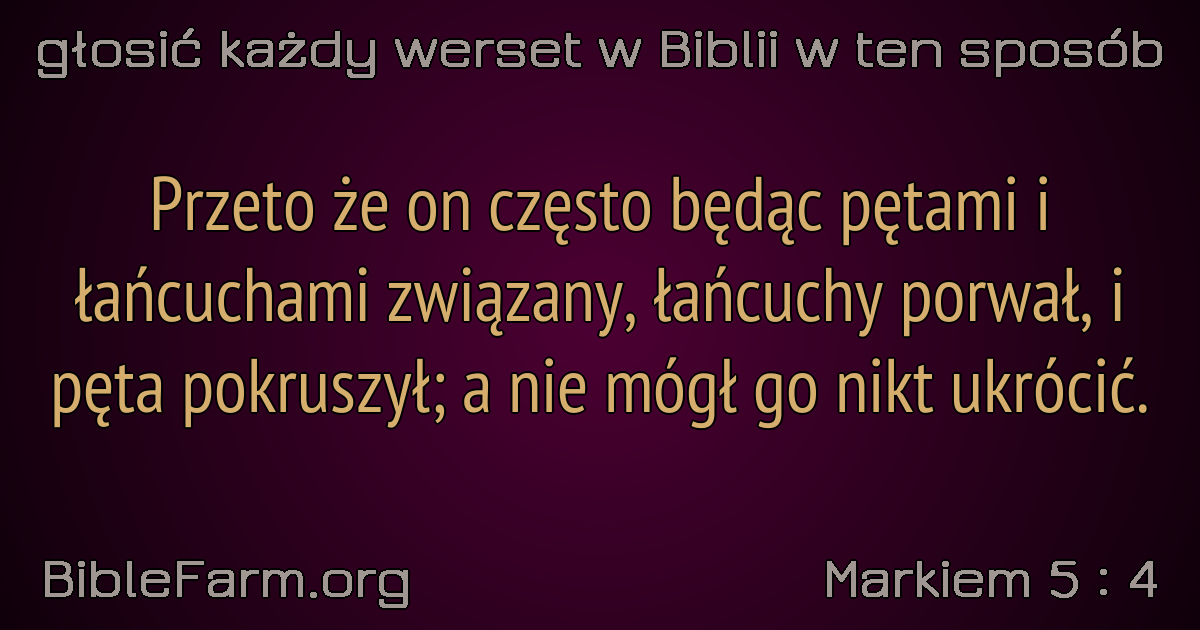 głosić każdy werset w Biblii w ten sposób
Przeto że on często będąc pętami i
łańcuchami związany, łańcuchy porwał, i
pęta pokruszył; a nie mógł go nikt ukrócić.
BibleFarm.org
Markiem 5 : 4